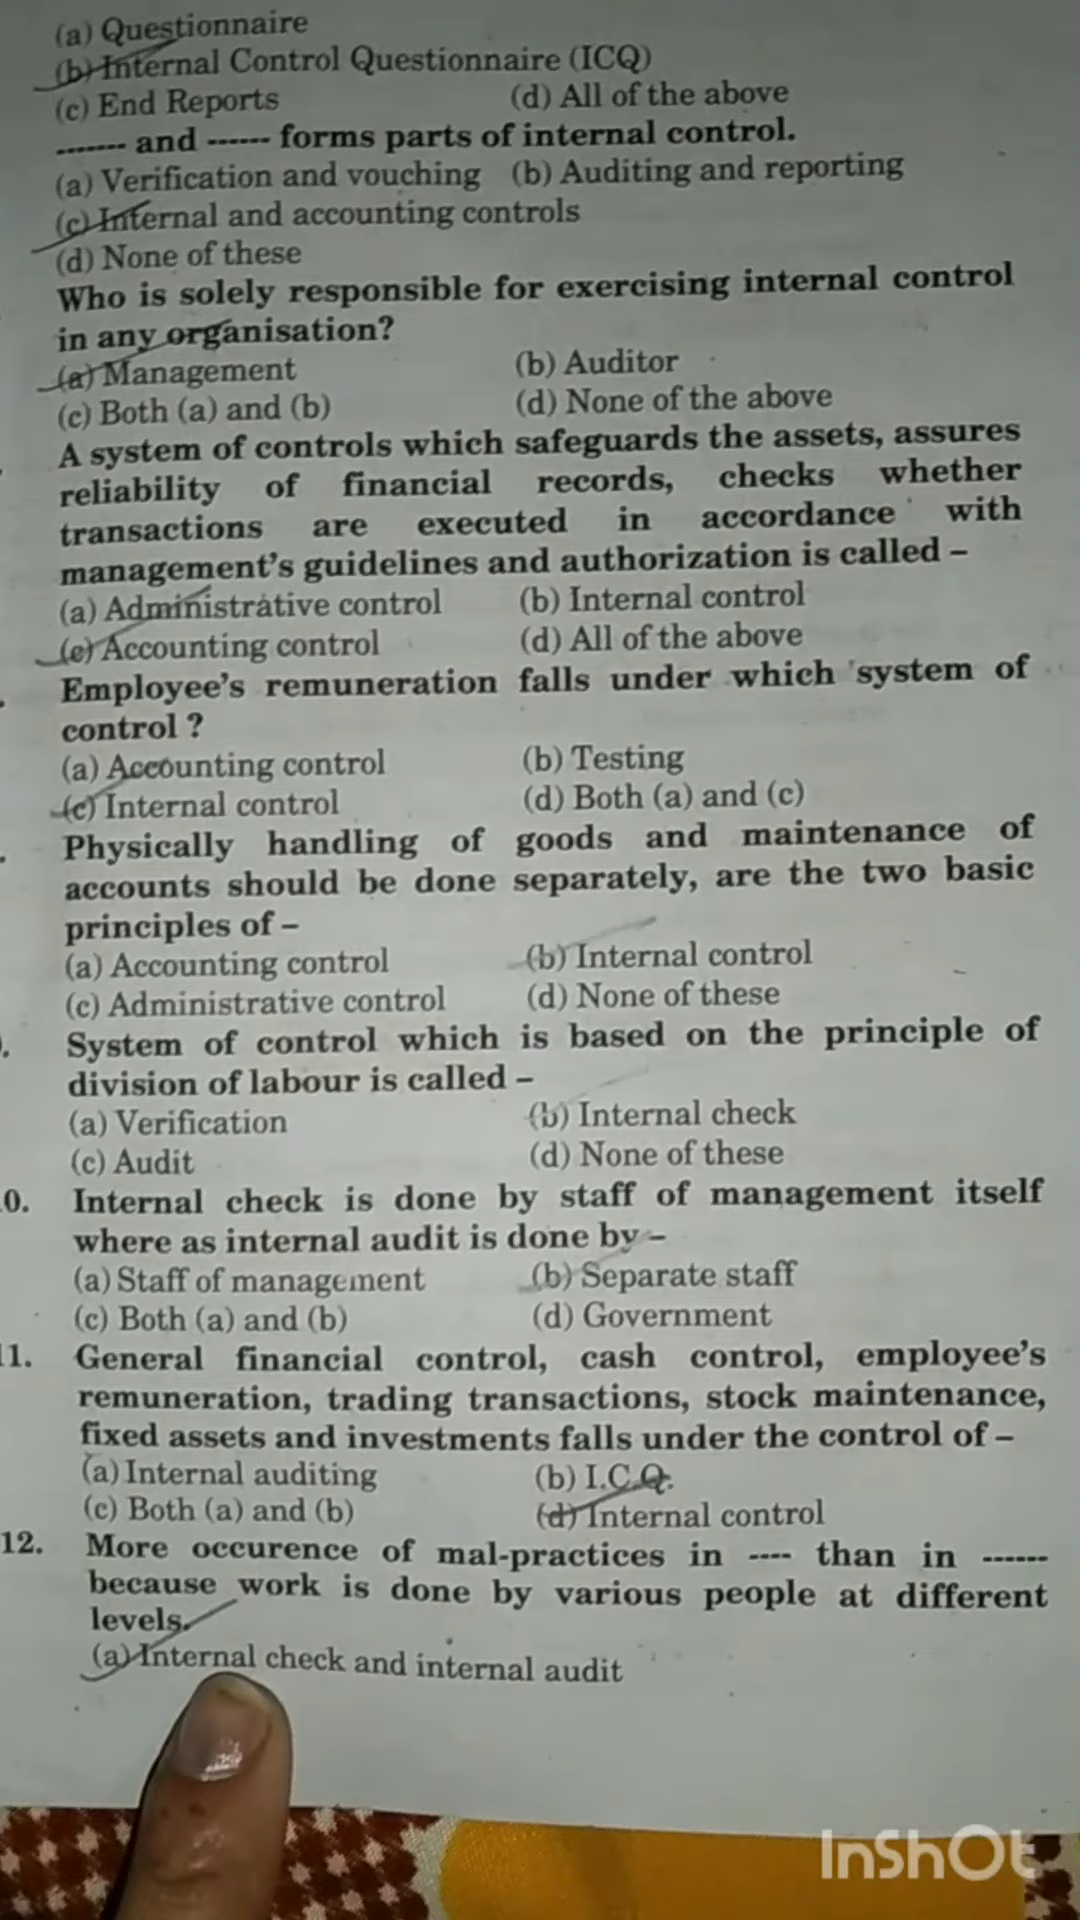 (a) Questionnaire
(b) Internal Control Questionnaire (ICQ)
(c) End Reports (d) All of the above
------- and ------ forms parts of internal control.
(a) Verification and vouching (b) Auditing and reporting
(c) Internal and accounting controls
(d) None of these
Who is solely responsible for exercising internal control
in any organisation?
(a) Management (b) Auditor
(c) Both (a) and (b) (d) None of the above
A system of controls which safeguards the assets, assures
reliability of financial records, checks whether
transactions are executed in accordance with
management's guidelines and authorization is called –
(a) Administrative control (b) Internal control
(c) Accounting control (d) All of the above
Employee's remuneration falls under which system of
control ?
(a) Accounting control (b) Testing
(c) Internal control (d) Both (a) and (c)
Physically handling of goods and maintenance of
accounts should be done separately, are the two basic
principles of –
(a) Accounting control (b) Internal control
(c) Administrative control (d) None of these
System of control which is based on the principle of
division of labour is called –
(a) Verification (b) Internal check
(c) Audit (d) None of these
0. Internal check is done by staff of management itself
where as internal audit is done by –
(a) Staff of management (b) Separate staff
(c) Both (a) and (b) (d) Government
11. General financial control, cash control, employee's
remuneration, trading transactions, stock maintenance,
fixed assets and investments falls under the control of –
(a) Internal auditing (b) I.C.Q.
(c) Both (a) and (b) (d) Internal control
12. More occurence of mal-practices in ---- than in ------
because work is done by various people at different
levels.
(a) Internal check and internal audit
InShOt